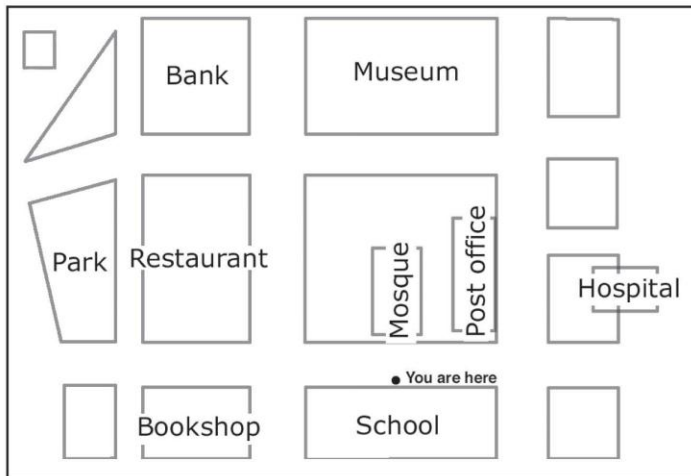 Bank
Museum
Park
Restaurant
Mosque
Post office
Hospital
You are here
Bookshop
School